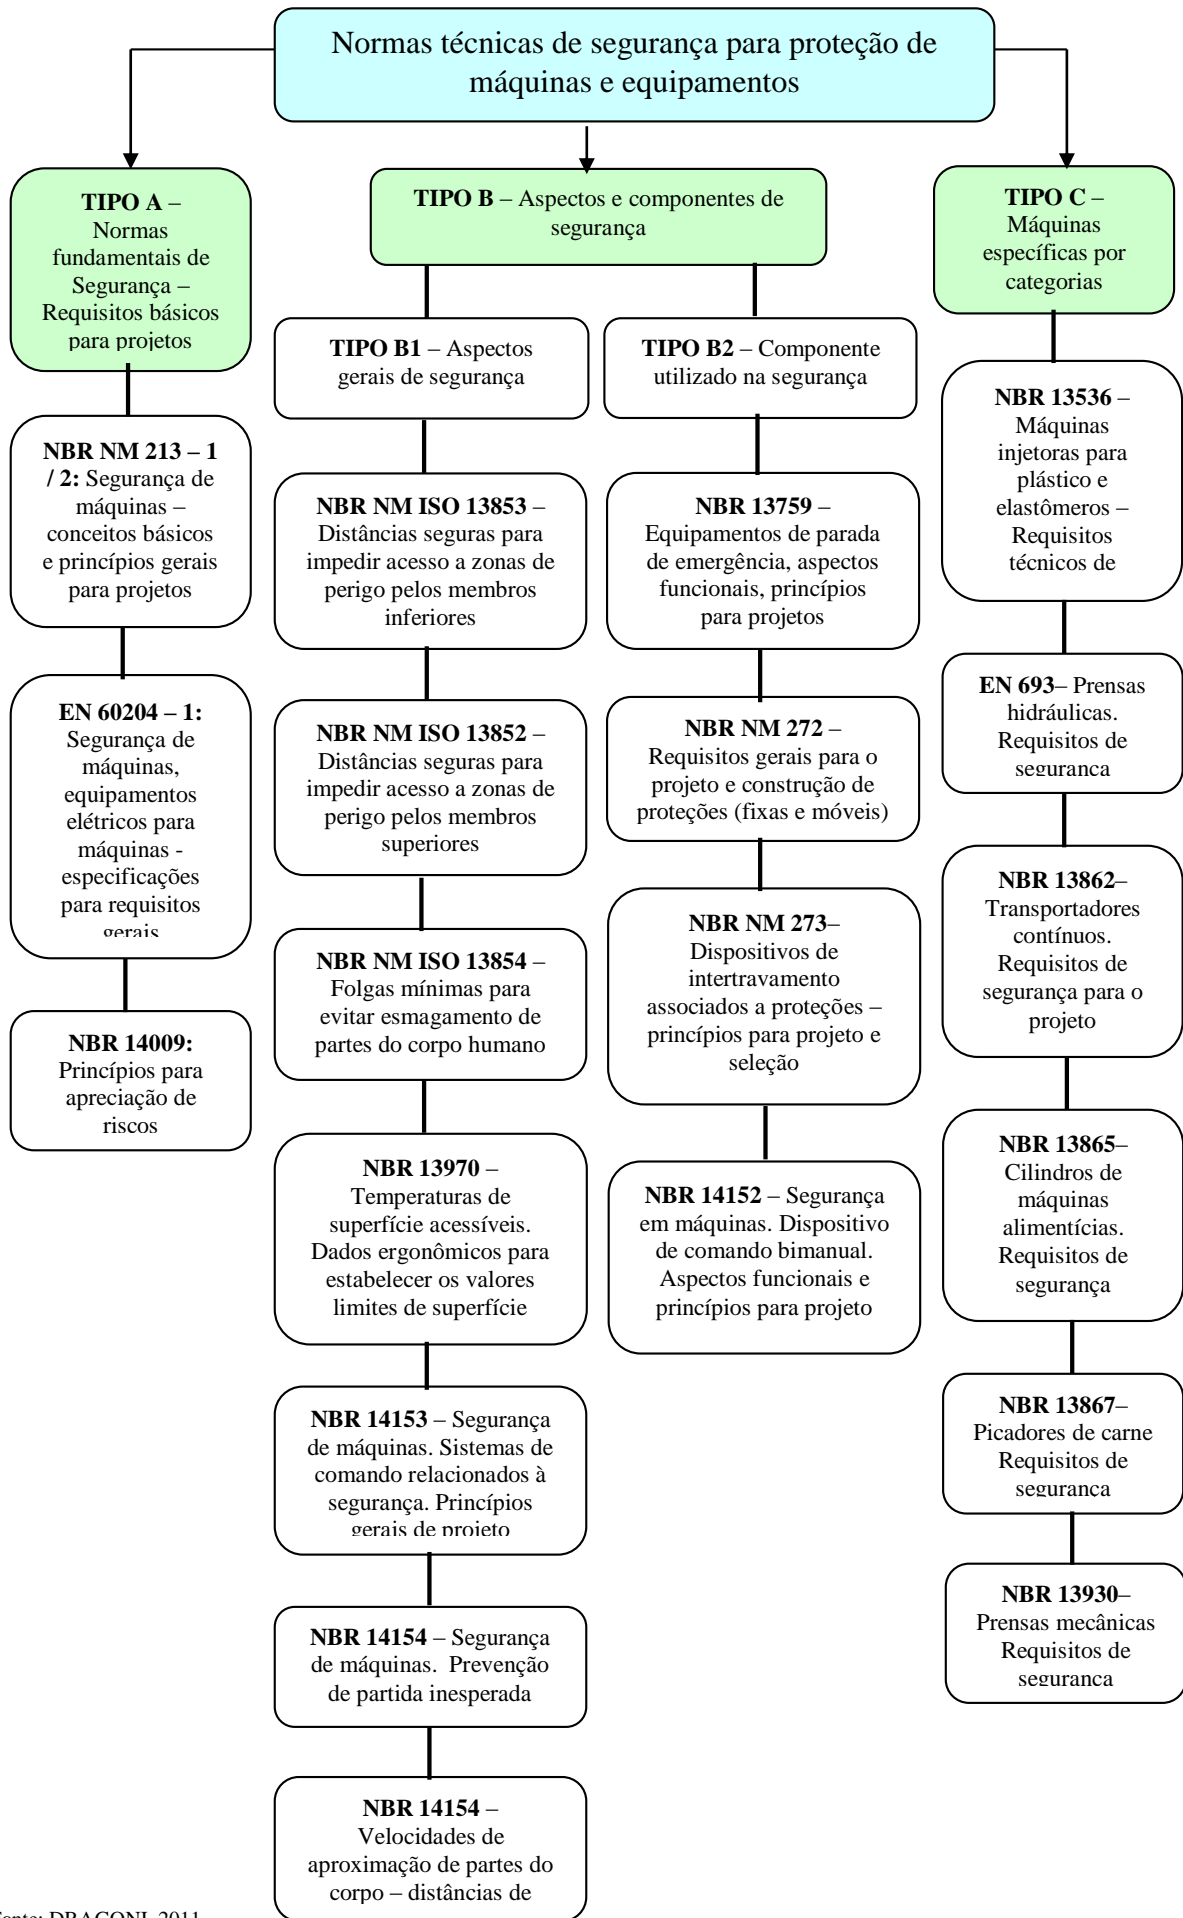 Normas técnicas de segurança para proteção de
máquinas e equipamentos
TIPO A –
Normas
fundamentais de
Segurança –
Requisitos básicos
para projetos
NBR NM 213 – 1
/ 2: Segurança de
máquinas –
conceitos básicos
e princípios gerais
para projetos
EN 60204 – 1:
Segurança de
máquinas,
equipamentos
elétricos para
máquinas -
especificações
para requisitos
gerais
NBR 14009:
Princípios para
apreciação de
riscos
TIPO B – Aspectos e componentes de
segurança
TIPO B1 – Aspectos
gerais de segurança
NBR NM ISO 13853 –
Distâncias seguras para
impedir acesso a zonas de
perigo pelos membros
inferiores
NBR NM ISO 13852 –
Distâncias seguras para
impedir acesso a zonas de
perigo pelos membros
superiores
NBR NM ISO 13854 –
Folgas mínimas para
evitar esmagamento de
partes do corpo humano
NBR 13970 –
Temperaturas de
superfície acessíveis.
Dados ergonômicos para
estabelecer os valores
limites de superfície
NBR 14153 – Segurança
de máquinas. Sistemas de
comando relacionados à
segurança. Princípios
gerais de projeto
NBR 14154 – Segurança
de máquinas. Prevenção
de partida inesperada
NBR 14154 –
Velocidades de
aproximação de partes do
corpo – distâncias de
TIPO B2 – Componente
utilizado na segurança
NBR 13759 –
Equipamentos de parada
de emergência, aspectos
funcionais, princípios
para projetos
NBR NM 272 –
Requisitos gerais para o
projeto e construção de
proteções (fixas e móveis)
NBR NM 273–
Dispositivos de
intertravamento
associados a proteções –
princípios para projeto e
seleção
NBR 14152 – Segurança
em máquinas. Dispositivo
de comando bimanual.
Aspectos funcionais e
princípios para projeto
TIPO C –
Máquinas
específicas por
categorias
NBR 13536 –
Máquinas
injetoras para
plástico e
elastômeros –
Requisitos
técnicos de
EN 693– Prensas
hidráulicas.
Requisitos de
segurança
NBR 13862–
Transportadores
contínuos.
Requisitos de
segurança para o
projeto
NBR 13865–
Cilindros de
máquinas
alimentícias.
Requisitos de
segurança
NBR 13867–
Picadores de carne
Requisitos de
segurança
NBR 13930–
Prensas mecânicas
Requisitos de
segurança